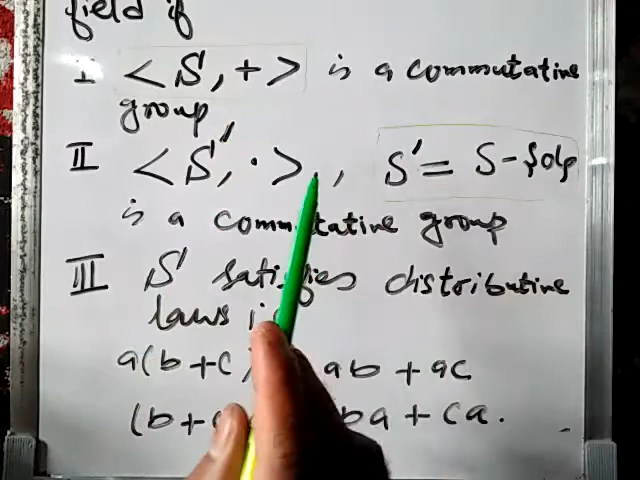 field if
I <S, +> is a commutative
group,
II <S', ·>, S' = S - {0}
is a commutative group
III S satisfies distributive
laws i
a(b+c) ab + ac
(b+ ba + ca.